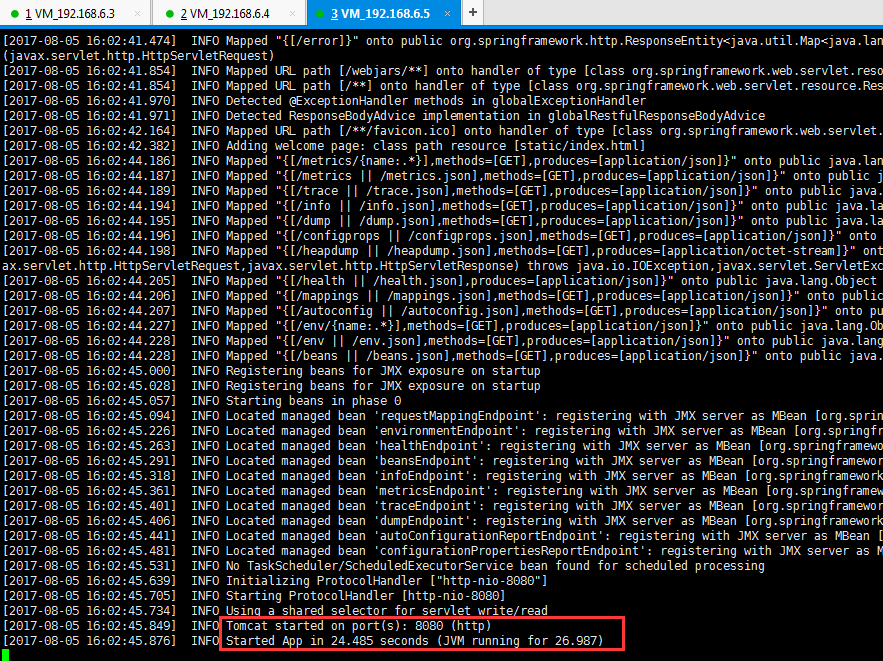 1 VM_192.168.6.3 × 2 VM_192.168.6.4 × 3 VM_192.168.6.5 × +
[2017-08-05 16:02:41.474]  INFO Mapped "{[/error]}" onto public org.springframework.http.ResponseEntity<java.util.Map<java.lan
(javax.servlet.http.HttpServletRequest)
[2017-08-05 16:02:41.854]  INFO Mapped URL path [/webjars/**] onto handler of type [class org.springframework.web.servlet.reso
[2017-08-05 16:02:41.854]  INFO Mapped URL path [/**] onto handler of type [class org.springframework.web.servlet.resource.Res
[2017-08-05 16:02:41.970]  INFO Detected @ExceptionHandler methods in globalExceptionHandler
[2017-08-05 16:02:41.971]  INFO Detected ResponseBodyAdvice implementation in globalRestfulResponseBodyAdvice
[2017-08-05 16:02:42.164]  INFO Mapped URL path [/**/favicon.ico] onto handler of type [class org.springframework.web.servlet.
[2017-08-05 16:02:42.382]  INFO Adding welcome page: class path resource [static/index.html]
[2017-08-05 16:02:44.186]  INFO Mapped "{[/metrics/{name:.*}],methods=[GET],produces=[application/json]}" onto public java.lan
[2017-08-05 16:02:44.187]  INFO Mapped "{[/metrics || /metrics.json],methods=[GET],produces=[application/json]}" onto public j
[2017-08-05 16:02:44.189]  INFO Mapped "{[/trace || /trace.json],methods=[GET],produces=[application/json]}" onto public java.
[2017-08-05 16:02:44.194]  INFO Mapped "{[/info || /info.json],methods=[GET],produces=[application/json]}" onto public java.la
[2017-08-05 16:02:44.195]  INFO Mapped "{[/dump || /dump.json],methods=[GET],produces=[application/json]}" onto public java.la
[2017-08-05 16:02:44.196]  INFO Mapped "{[/configprops || /configprops.json],methods=[GET],produces=[application/json]}" onto 
[2017-08-05 16:02:44.198]  INFO Mapped "{[/heapdump || /heapdump.json],methods=[GET],produces=[application/octet-stream]}" ont
ax.servlet.http.HttpServletRequest,javax.servlet.http.HttpServletResponse) throws java.io.IOException,javax.servlet.ServletExc
[2017-08-05 16:02:44.205]  INFO Mapped "{[/health || /health.json],produces=[application/json]}" onto public java.lang.Object
[2017-08-05 16:02:44.206]  INFO Mapped "{[/mappings || /mappings.json],methods=[GET],produces=[application/json]}" onto public
[2017-08-05 16:02:44.207]  INFO Mapped "{[/autoconfig || /autoconfig.json],methods=[GET],produces=[application/json]}" onto pu
[2017-08-05 16:02:44.227]  INFO Mapped "{[/env/{name:.*}],methods=[GET],produces=[application/json]}" onto public java.lang.Ob
[2017-08-05 16:02:44.228]  INFO Mapped "{[/env || /env.json],methods=[GET],produces=[application/json]}" onto public java.lang
[2017-08-05 16:02:44.228]  INFO Mapped "{[/beans || /beans.json],methods=[GET],produces=[application/json]}" onto public java.
[2017-08-05 16:02:45.000]  INFO Registering beans for JMX exposure on startup
[2017-08-05 16:02:45.028]  INFO Registering beans for JMX exposure on startup
[2017-08-05 16:02:45.057]  INFO Starting beans in phase 0
[2017-08-05 16:02:45.094]  INFO Located managed bean 'requestMappingEndpoint': registering with JMX server as MBean [org.sprin
[2017-08-05 16:02:45.226]  INFO Located managed bean 'environmentEndpoint': registering with JMX server as MBean [org.springfr
[2017-08-05 16:02:45.263]  INFO Located managed bean 'healthEndpoint': registering with JMX server as MBean [org.springframewo
[2017-08-05 16:02:45.291]  INFO Located managed bean 'beansEndpoint': registering with JMX server as MBean [org.springframewor
[2017-08-05 16:02:45.318]  INFO Located managed bean 'infoEndpoint': registering with JMX server as MBean [org.springframework
[2017-08-05 16:02:45.361]  INFO Located managed bean 'metricsEndpoint': registering with JMX server as MBean [org.springframew
[2017-08-05 16:02:45.401]  INFO Located managed bean 'traceEndpoint': registering with JMX server as MBean [org.springframewor
[2017-08-05 16:02:45.406]  INFO Located managed bean 'dumpEndpoint': registering with JMX server as MBean [org.springframework
[2017-08-05 16:02:45.441]  INFO Located managed bean 'autoConfigurationReportEndpoint': registering with JMX server as MBean [
[2017-08-05 16:02:45.481]  INFO Located managed bean 'configurationPropertiesReportEndpoint': registering with JMX server as M
[2017-08-05 16:02:45.531]  INFO No TaskScheduler/ScheduledExecutorService bean found for scheduled processing
[2017-08-05 16:02:45.639]  INFO Initializing ProtocolHandler ["http-nio-8080"]
[2017-08-05 16:02:45.705]  INFO Starting ProtocolHandler [http-nio-8080]
[2017-08-05 16:02:45.734]  INFO Using a shared selector for servlet write/read
[2017-08-05 16:02:45.849]  INFO Tomcat started on port(s): 8080 (http)
[2017-08-05 16:02:45.876]  INFO Started App in 24.485 seconds (JVM running for 26.987)